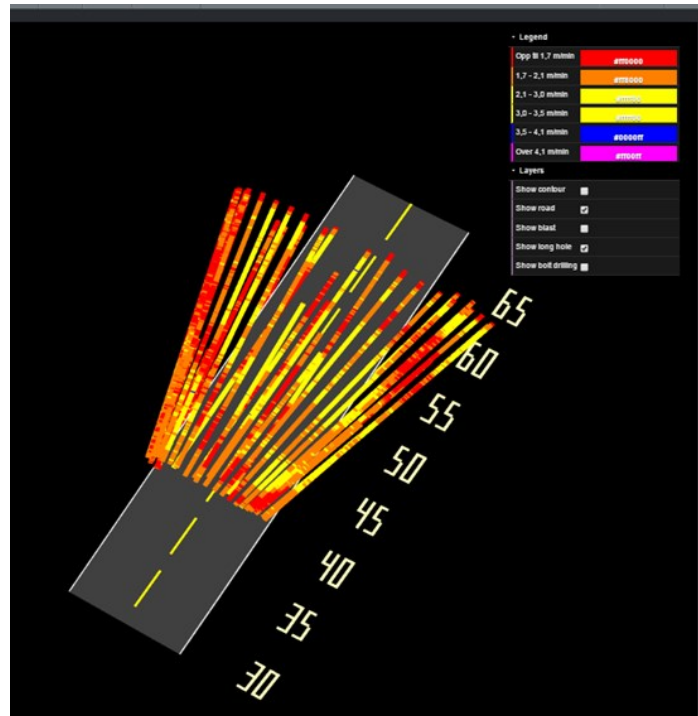 - Legend
Opp til 1,7 m/min #ff0000
1,7 - 2,1 m/min #ff8000
2,1 - 3,0 m/min
3,0 - 3,5 m/min
3,5 - 4,1 m/min #0000ff
Over 4,1 m/min #ff00ff
- Layers
Show contour
Show road
Show blast
Show long hole
Show bolt drilling
65
60
55
50
45
40
35
30